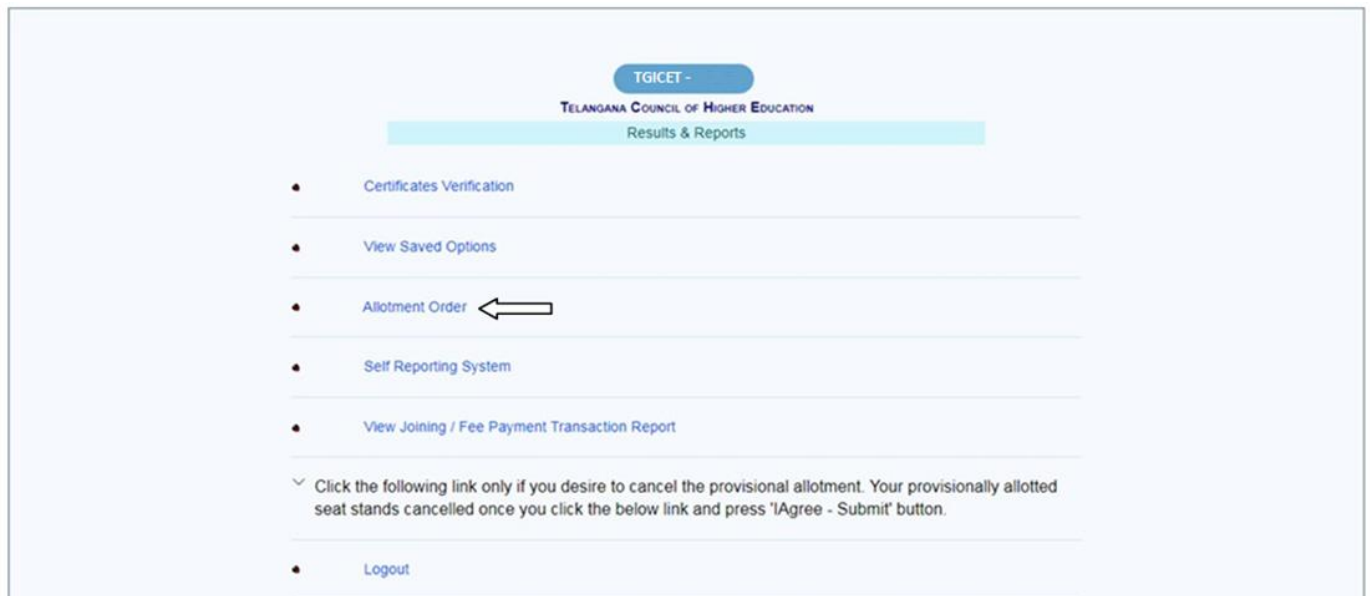 TGICET -
TELANGANA COUNCIL OF HIGHER EDUCATION
Results & Reports
Certificates Verification
View Saved Options
Allotment Order
Self Reporting System
View Joining / Fee Payment Transaction Report
Click the following link only if you desire to cancel the provisional allotment. Your provisionally allotted
seat stands cancelled once you click the below link and press 'IAgree - Submit' button.
Logout